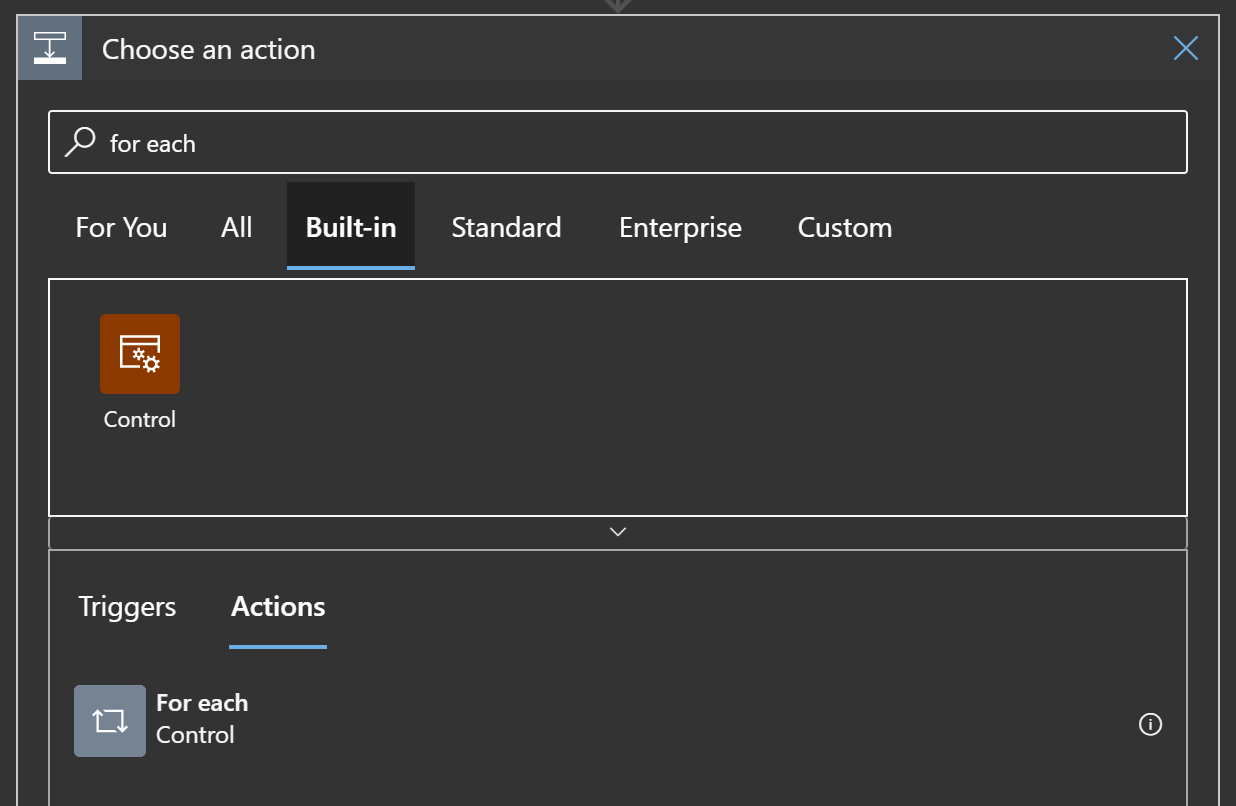 Choose an action
for each
For You All Built-in Standard Enterprise Custom
Control
Triggers Actions
For each
Control